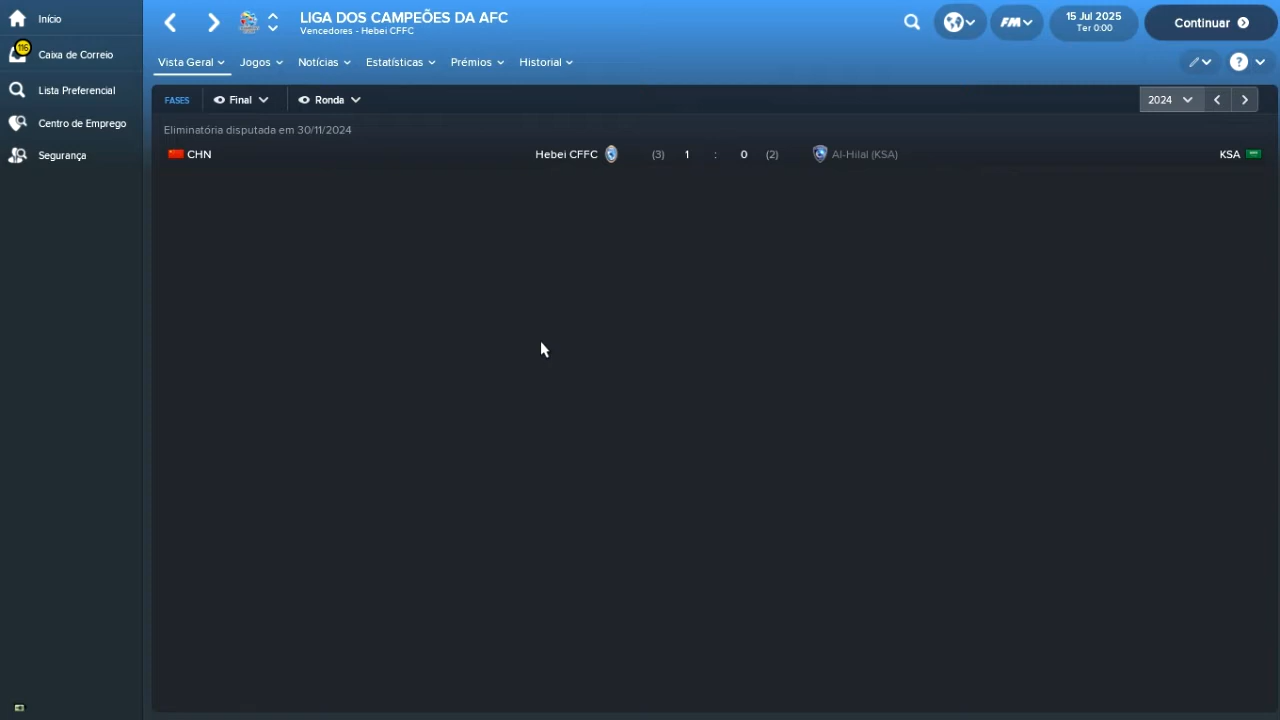 Início
Caixa de Correio
116
Lista Preferencial
Centro de Emprego
Segurança
LIGA DOS CAMPEÕES DA AFC
Vencedores - Hebei CFFC
FM
15 Jul 2025
Ter 0:00
Continuar
Vista Geral Jogos Notícias Estatísticas Prémios Historial
?
FASES Final Ronda 2024
Eliminatória disputada em 30/11/2024
CHN Hebei CFFC (3) 1 : 0 (2) Al-Hilal (KSA) KSA